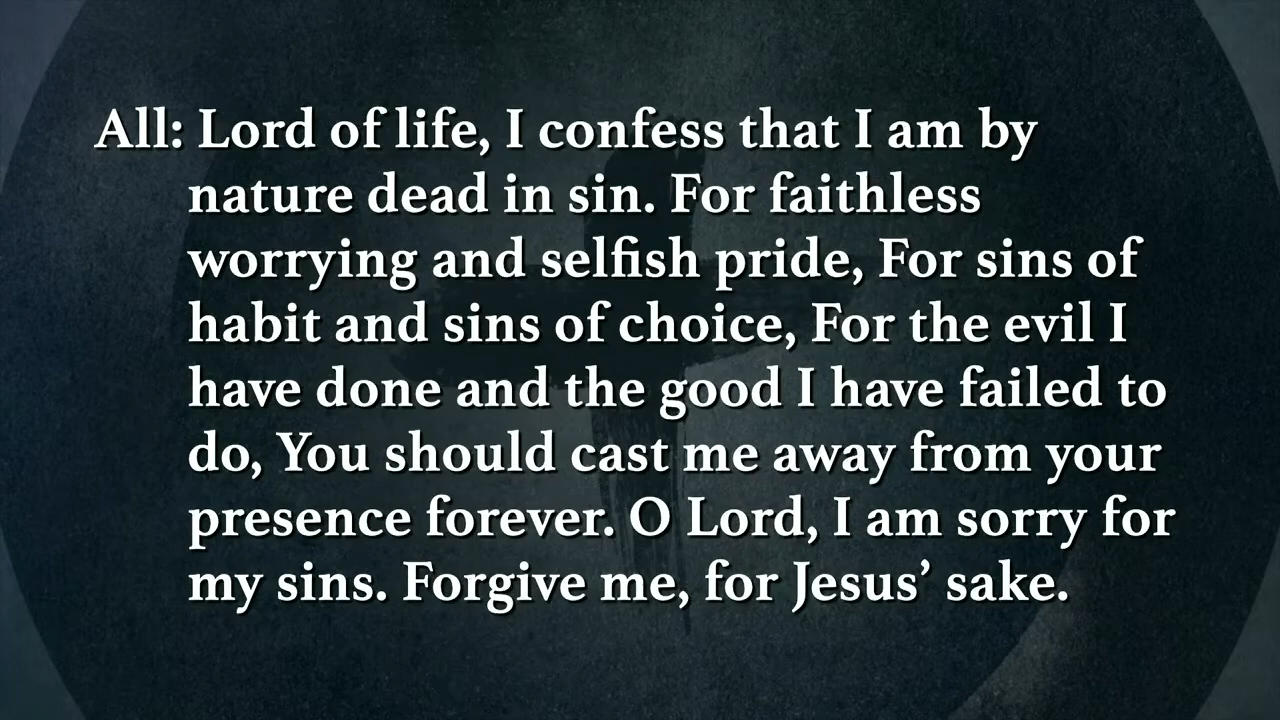 All: Lord of life, I confess that I am by
nature dead in sin. For faithless
worrying and selfish pride, For sins of
habit and sins of choice, For the evil I
have done and the good I have failed to
do, You should cast me away from your
presence forever. O Lord, I am sorry for
my sins. Forgive me, for Jesus’ sake.